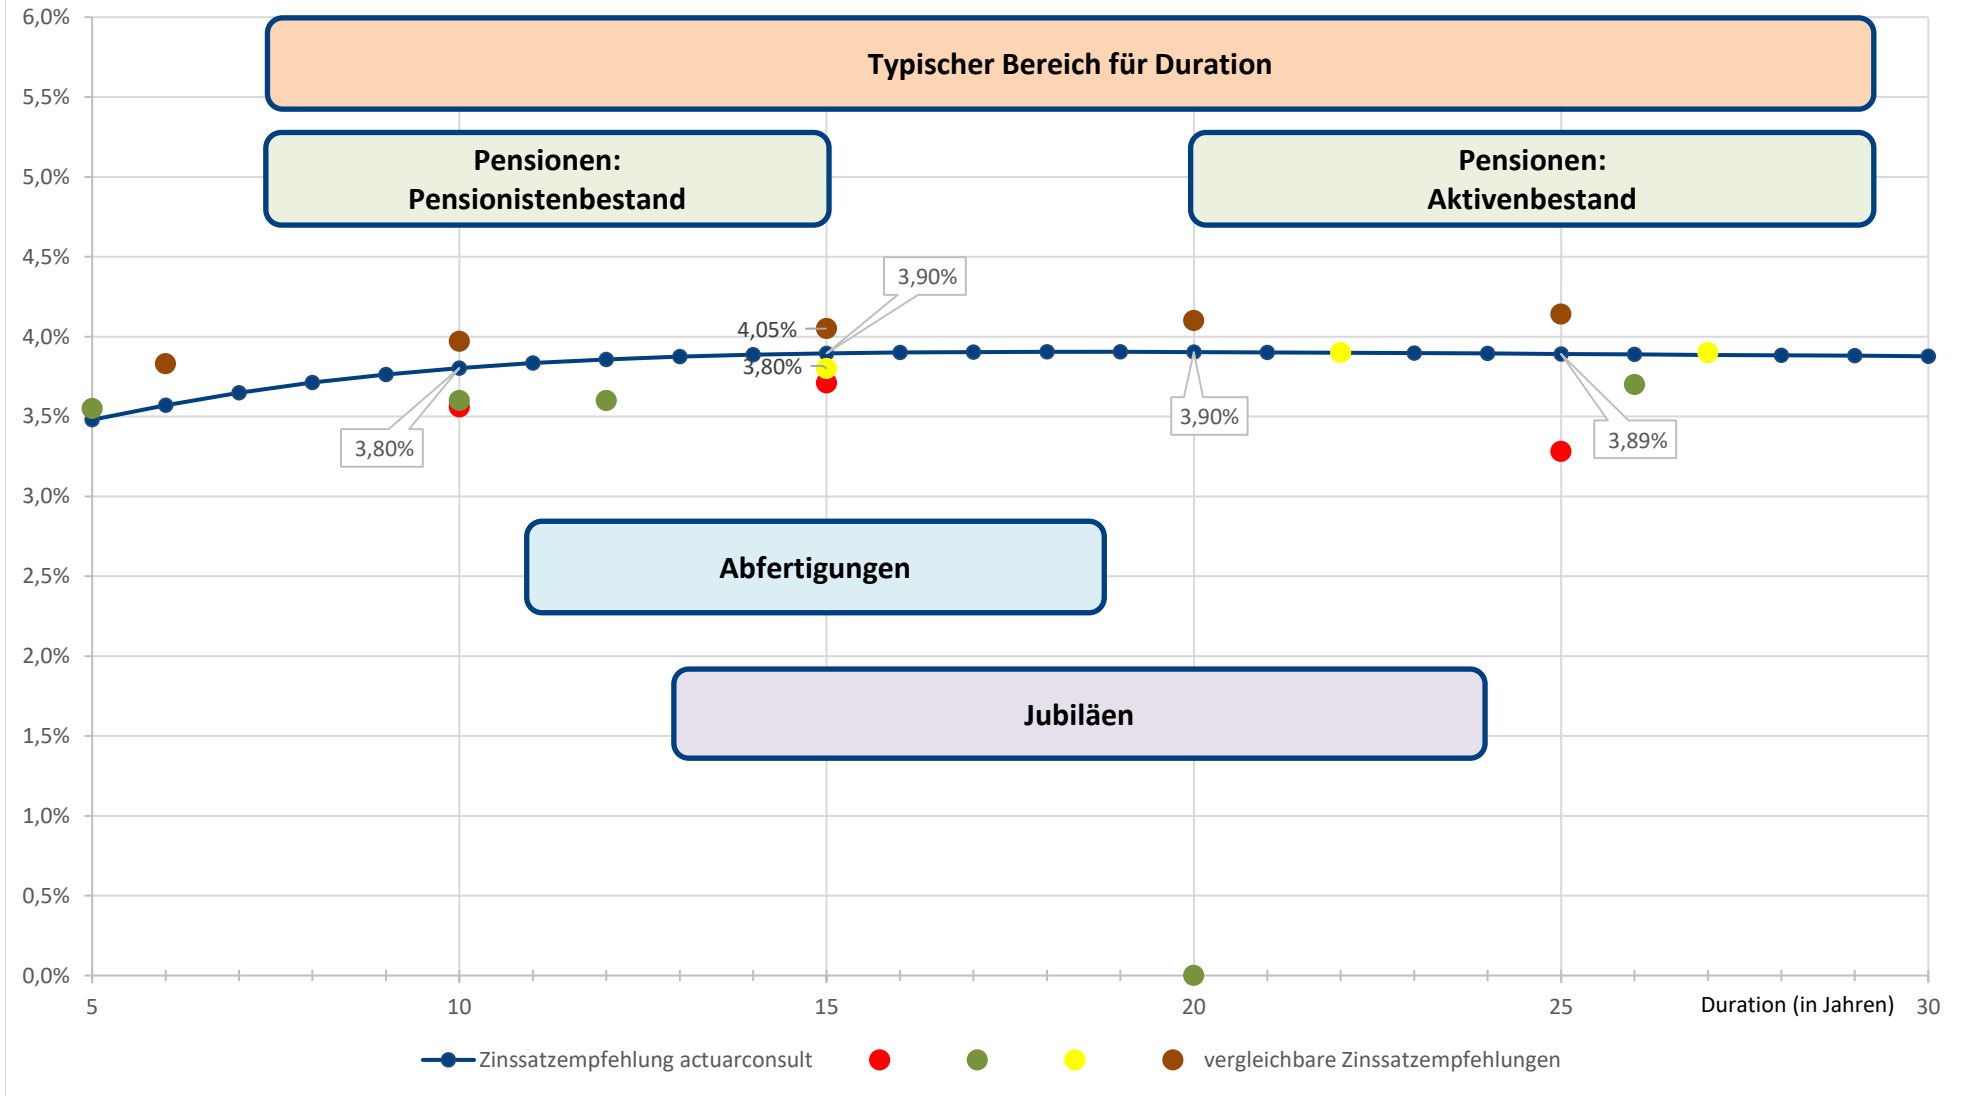 6,0%
Typischer Bereich für Duration
5,5%
Pensionen:
Pensionistenbestand
Pensionen:
Aktivenbestand
5,0%
4,5%
3,90%
4,05%
4,0%
3,80%
3,80%
3,90%
3,89%
3,5%
3,0%
Abfertigungen
2,5%
2,0%
Jubiläen
1,5%
1,0%
0,5%
0,0%
5 10 15 20 25 30
Duration (in Jahren)
Zinssatzempfehlung actuarconsult
vergleichbare Zinssatzempfehlungen